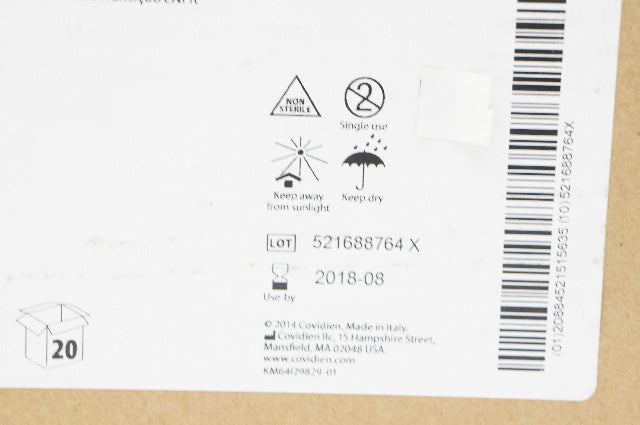 NON
STERILE
2
Single use
Keep away
from sunlight
Keep dry
LOT 521688764 X
2018-08
Use-by
20
© 2014 Covidien, Made in Italy.
Covidien llc, 15 Hampshire Street,
Mansfield, MA 02048 USA.
www.covidien.com
KM64129829-01
(01)20884521515635 (10)521688764X